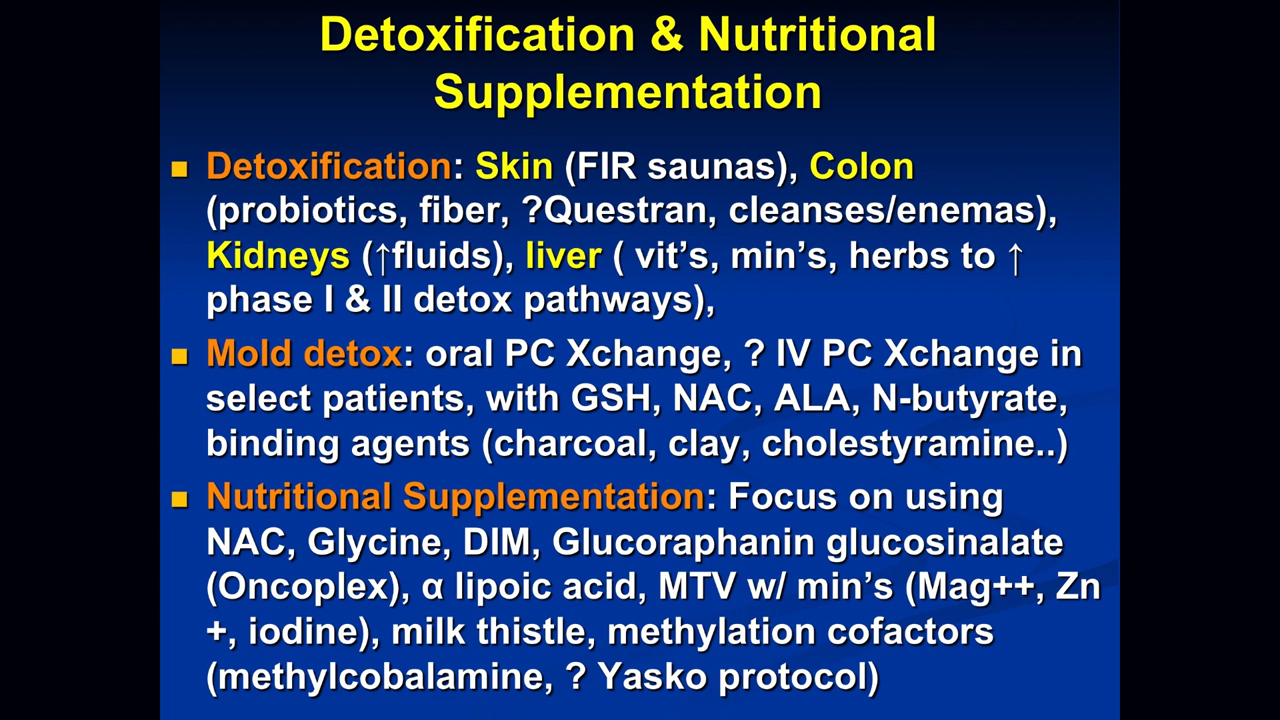 Detoxification & Nutritional
Supplementation
Detoxification: Skin (FIR saunas), Colon
(probiotics, fiber, ?Questran, cleanses/enemas),
Kidneys (↑fluids), liver ( vit’s, min’s, herbs to ↑
phase I & II detox pathways),
Mold detox: oral PC Xchange, ? IV PC Xchange in
select patients, with GSH, NAC, ALA, N-butyrate,
binding agents (charcoal, clay, cholestyramine..)
Nutritional Supplementation: Focus on using
NAC, Glycine, DIM, Glucoraphanin glucosinalate
(Oncoplex), α lipoic acid, MTV w/ min’s (Mag++, Zn
+, iodine), milk thistle, methylation cofactors
(methylcobalamine, ? Yasko protocol)